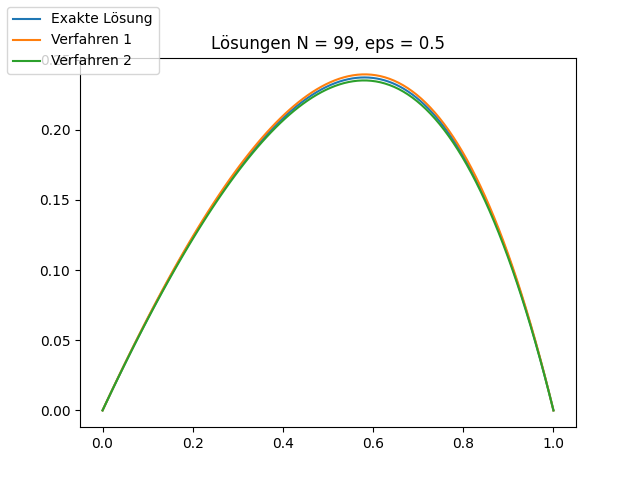 Exakte Lösung
Verfahren 1
Verfahren 2
Lösungen N = 99, eps = 0.5
0.20
0.15
0.10
0.05
0.00
0.0 0.2 0.4 0.6 0.8 1.0